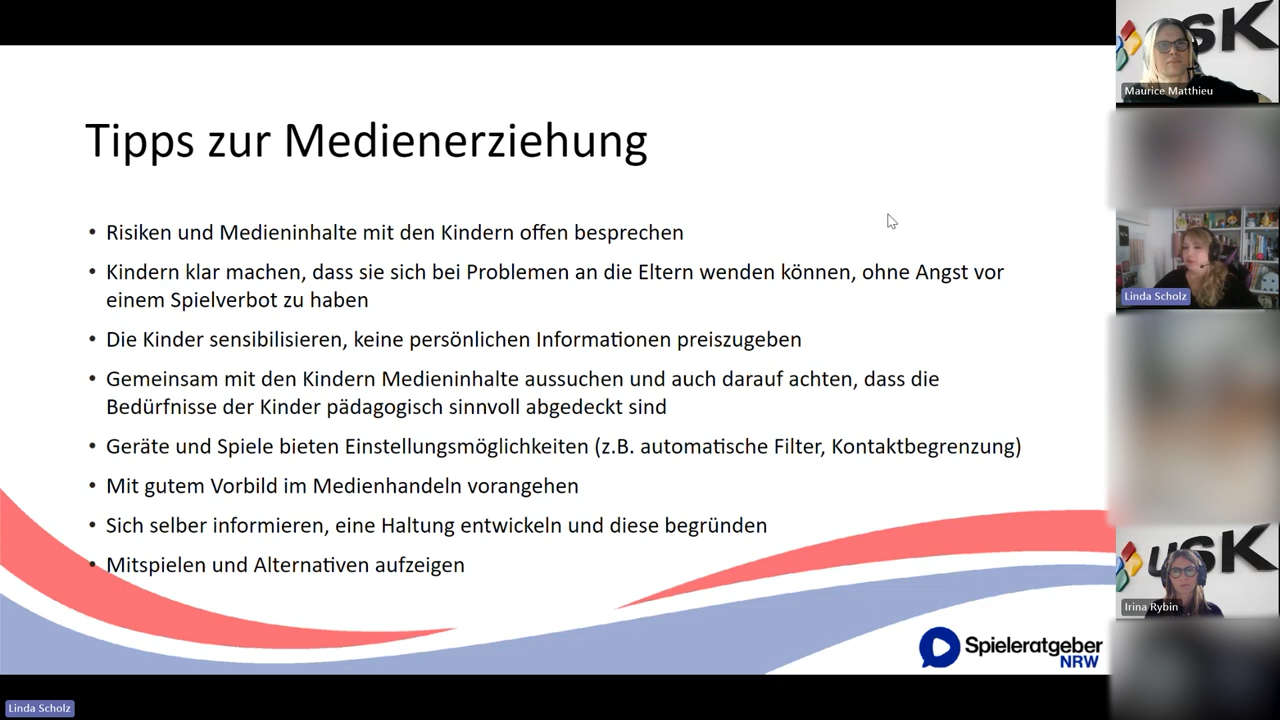 Tipps zur Medienerziehung
• Risiken und Medieninhalte mit den Kindern offen besprechen
• Kindern klar machen, dass sie sich bei Problemen an die Eltern wenden können, ohne Angst vor
einem Spielverbot zu haben
• Die Kinder sensibilisieren, keine persönlichen Informationen preiszugeben
• Gemeinsam mit den Kindern Medieninhalte aussuchen und auch darauf achten, dass die
Bedürfnisse der Kinder pädagogisch sinnvoll abgedeckt sind
• Geräte und Spiele bieten Einstellungsmöglichkeiten (z.B. automatische Filter, Kontaktbegrenzung)
• Mit gutem Vorbild im Medienhandeln vorangehen
• Sich selber informieren, eine Haltung entwickeln und diese begründen
• Mitspielen und Alternativen aufzeigen
Spieleratgeber
NRW
Linda Scholz
SK
Maurice Matthieu
Linda Scholz
uSK
Irina Rybin